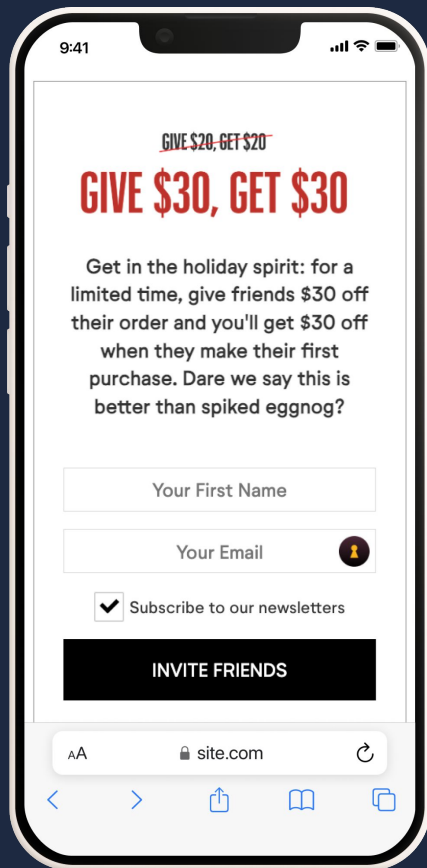 9:41
GIVE $20, GET $20
GIVE $30, GET $30
Get in the holiday spirit: for a
limited time, give friends $30 off
their order and you'll get $30 off
when they make their first
purchase. Dare we say this is
better than spiked eggnog?
Your First Name
Your Email
Subscribe to our newsletters
INVITE FRIENDS
AA
site.com